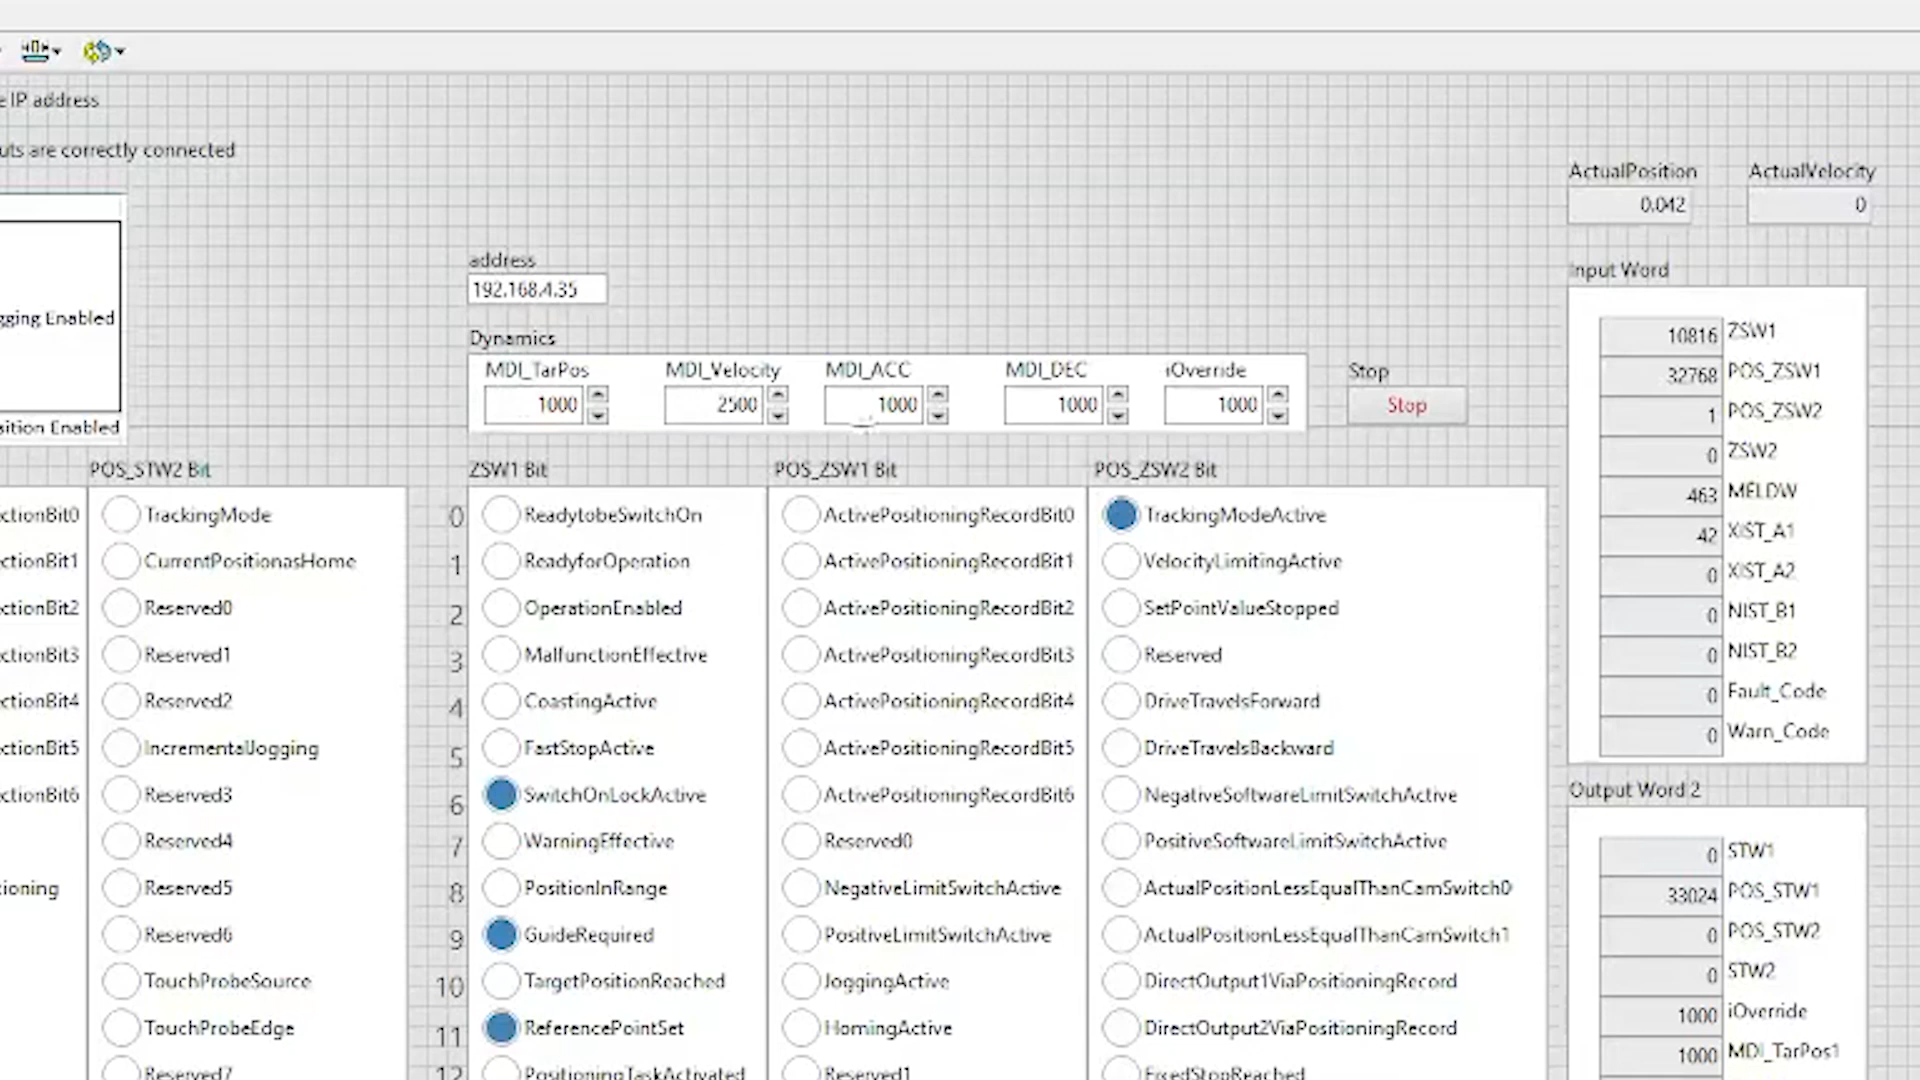 e IP address
uts are correctly connected
gging Enabled
sition Enabled
address
192.168.4.35
Dynamics
MDI_TarPos MDI_Velocity MDI_ACC MDI_DEC iOverride
1000 2500 1000 1000 1000
Stop
Stop
ActualPosition
0.042
ActualVelocity
0
Input Word
10816 ZSW1
32768 POS_ZSW1
1 POS_ZSW2
0 ZSW2
463 MELDW
42 XIST_A1
0 XIST_A2
0 NIST_B1
0 NIST_B2
0 Fault_Code
0 Warn_Code
Output Word 2
0 STW1
33024 POS_STW1
0 POS_STW2
0 STW2
1000 iOverride
1000 MDI_TarPos1
ctionBit0
ctionBit1
ctionBit2
ctionBit3
ctionBit4
ctionBit5
ctionBit6
ioning
POS_STW2 Bit
TrackingMode
CurrentPositionasHome
Reserved0
Reserved1
Reserved2
IncrementalJogging
Reserved3
Reserved4
Reserved5
Reserved6
TouchProbeSource
TouchProbeEdge
Reserved7
ZSW1 Bit
0 ReadytobeSwitchOn
1 ReadyforOperation
2 OperationEnabled
3 MalfunctionEffective
4 CoastingActive
5 FastStopActive
6 SwitchOnLockActive
7 WarningEffective
8 PositionInRange
9 GuideRequired
10 TargetPositionReached
11 ReferencePointSet
12 PositioningTaskActivated
POS_ZSW1 Bit
ActivePositioningRecordBit0
ActivePositioningRecordBit1
ActivePositioningRecordBit2
ActivePositioningRecordBit3
ActivePositioningRecordBit4
ActivePositioningRecordBit5
ActivePositioningRecordBit6
Reserved0
NegativeLimitSwitchActive
PositiveLimitSwitchActive
JoggingActive
HomingActive
Reserved1
POS_ZSW2 Bit
TrackingModeActive
VelocityLimitingActive
SetPointValueStopped
Reserved
DriveTravelsForward
DriveTravelsBackward
NegativeSoftwareLimitSwitchActive
PositiveSoftwareLimitSwitchActive
ActualPositionLessEqualThanCamSwitch0
ActualPositionLessEqualThanCamSwitch1
DirectOutput1ViaPositioningRecord
DirectOutput2ViaPositioningRecord
FixedStopReached